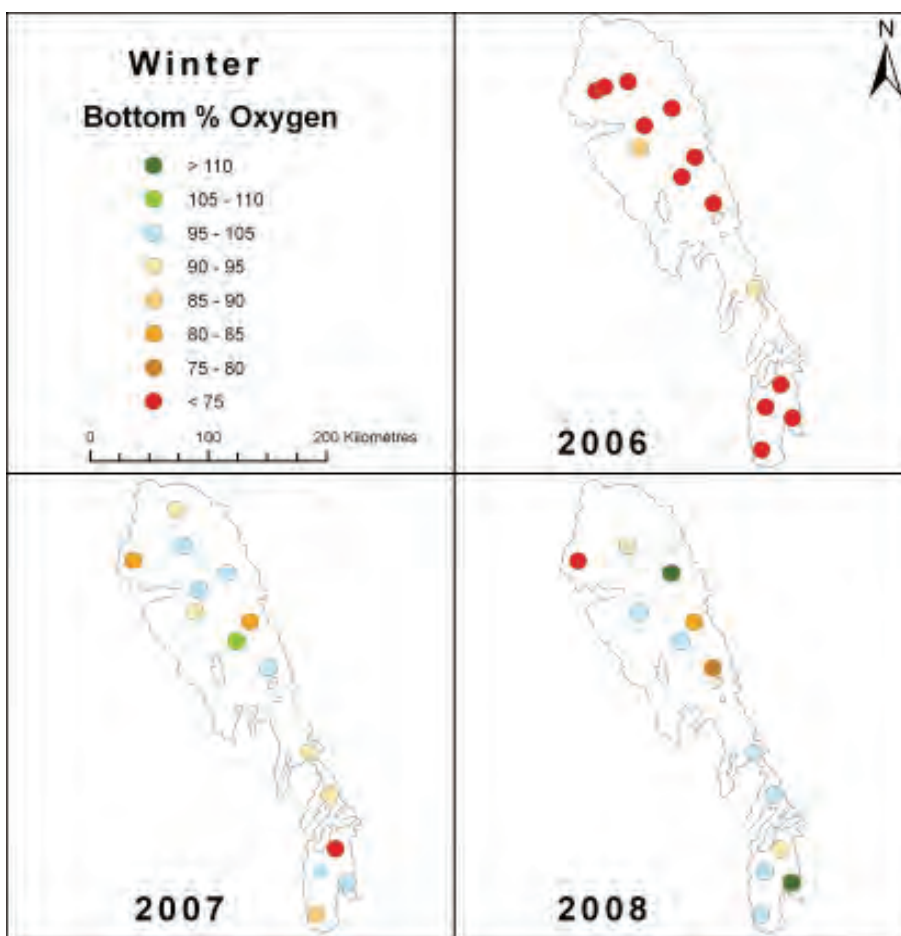 Winter
Bottom % Oxygen
> 110
105 - 110
95 - 105
90 - 95
85 - 90
80 - 85
75 - 80
< 75
0 100 200 Kilometres
N
2006
2007
2008